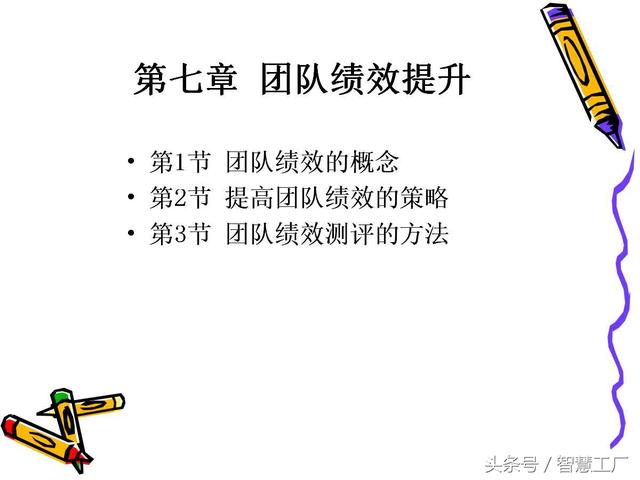 第七章 团队绩效提升
• 第1节 团队绩效的概念
• 第2节 提高团队绩效的策略
• 第3节 团队绩效测评的方法
头条号 / 智慧工厂